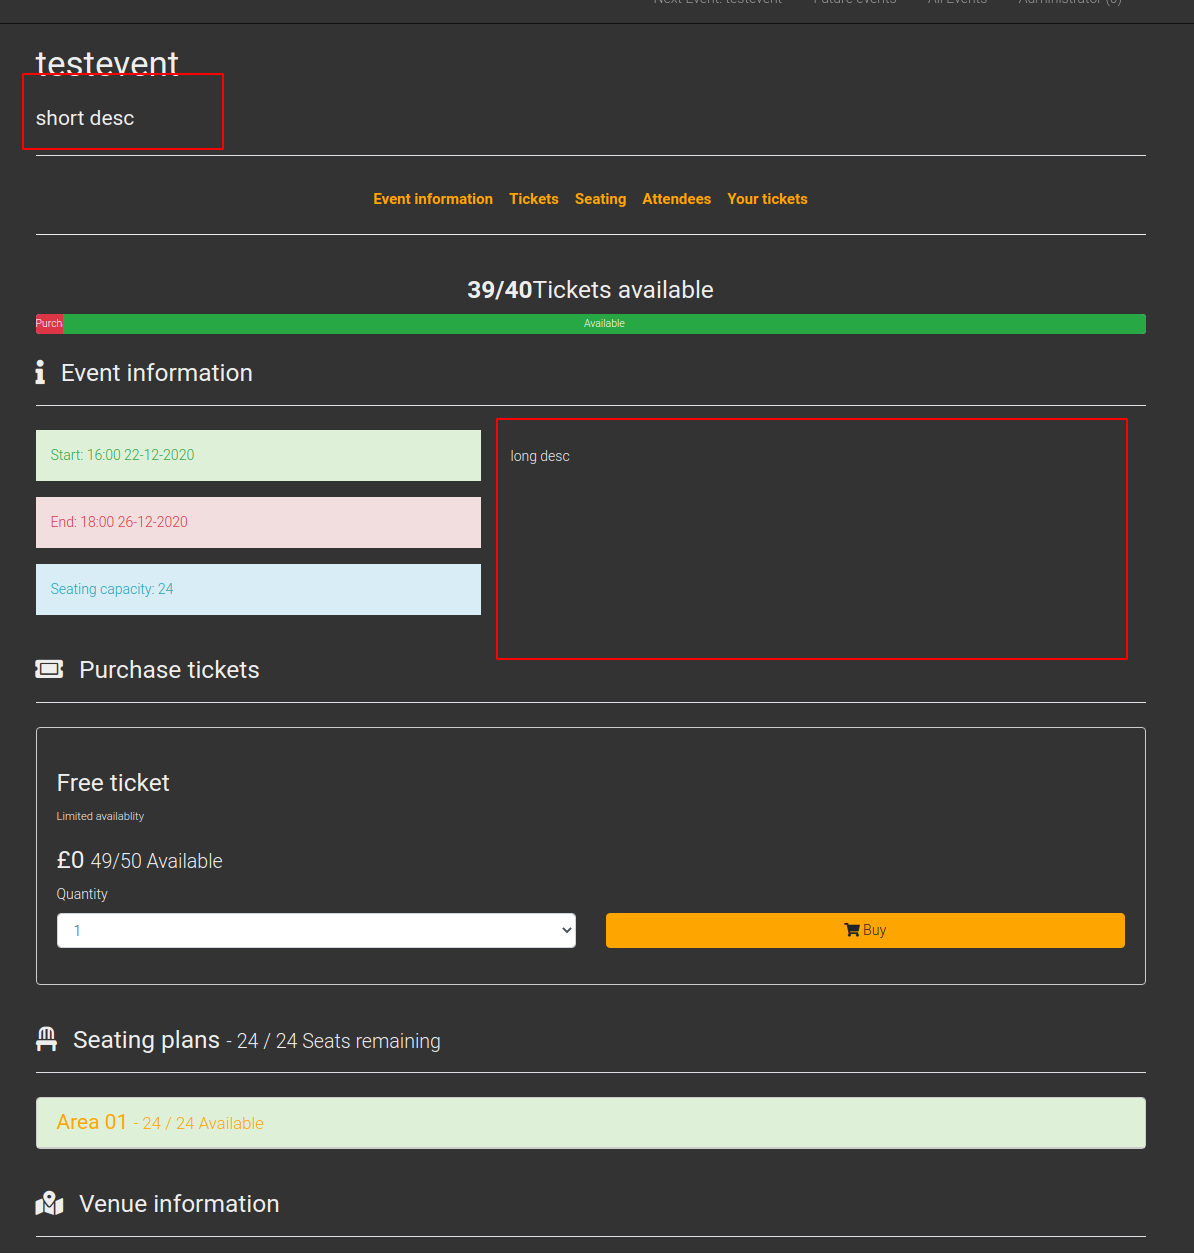 Next Event: testevent Future events All Events Administrator (0)
testevent
short desc
Event information Tickets Seating Attendees Your tickets
39/40Tickets available
Purch Available
Event information
Start: 16:00 22-12-2020
long desc
End: 18:00 26-12-2020
Seating capacity: 24
Purchase tickets
Free ticket
Limited availablity
£0 49/50 Available
Quantity
1
Buy
Seating plans - 24 / 24 Seats remaining
Area 01 - 24 / 24 Available
Venue information